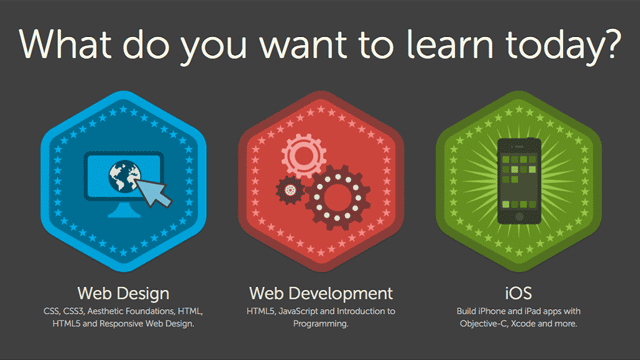 What do you want to learn today?
Web Design
CSS, CSS3, Aesthetic Foundations, HTML,
HTML5 and Responsive Web Design.
Web Development
HTML5, JavaScript and Introduction to
Programming.
iOS
Build iPhone and iPad apps with
Objective-C, Xcode and more.